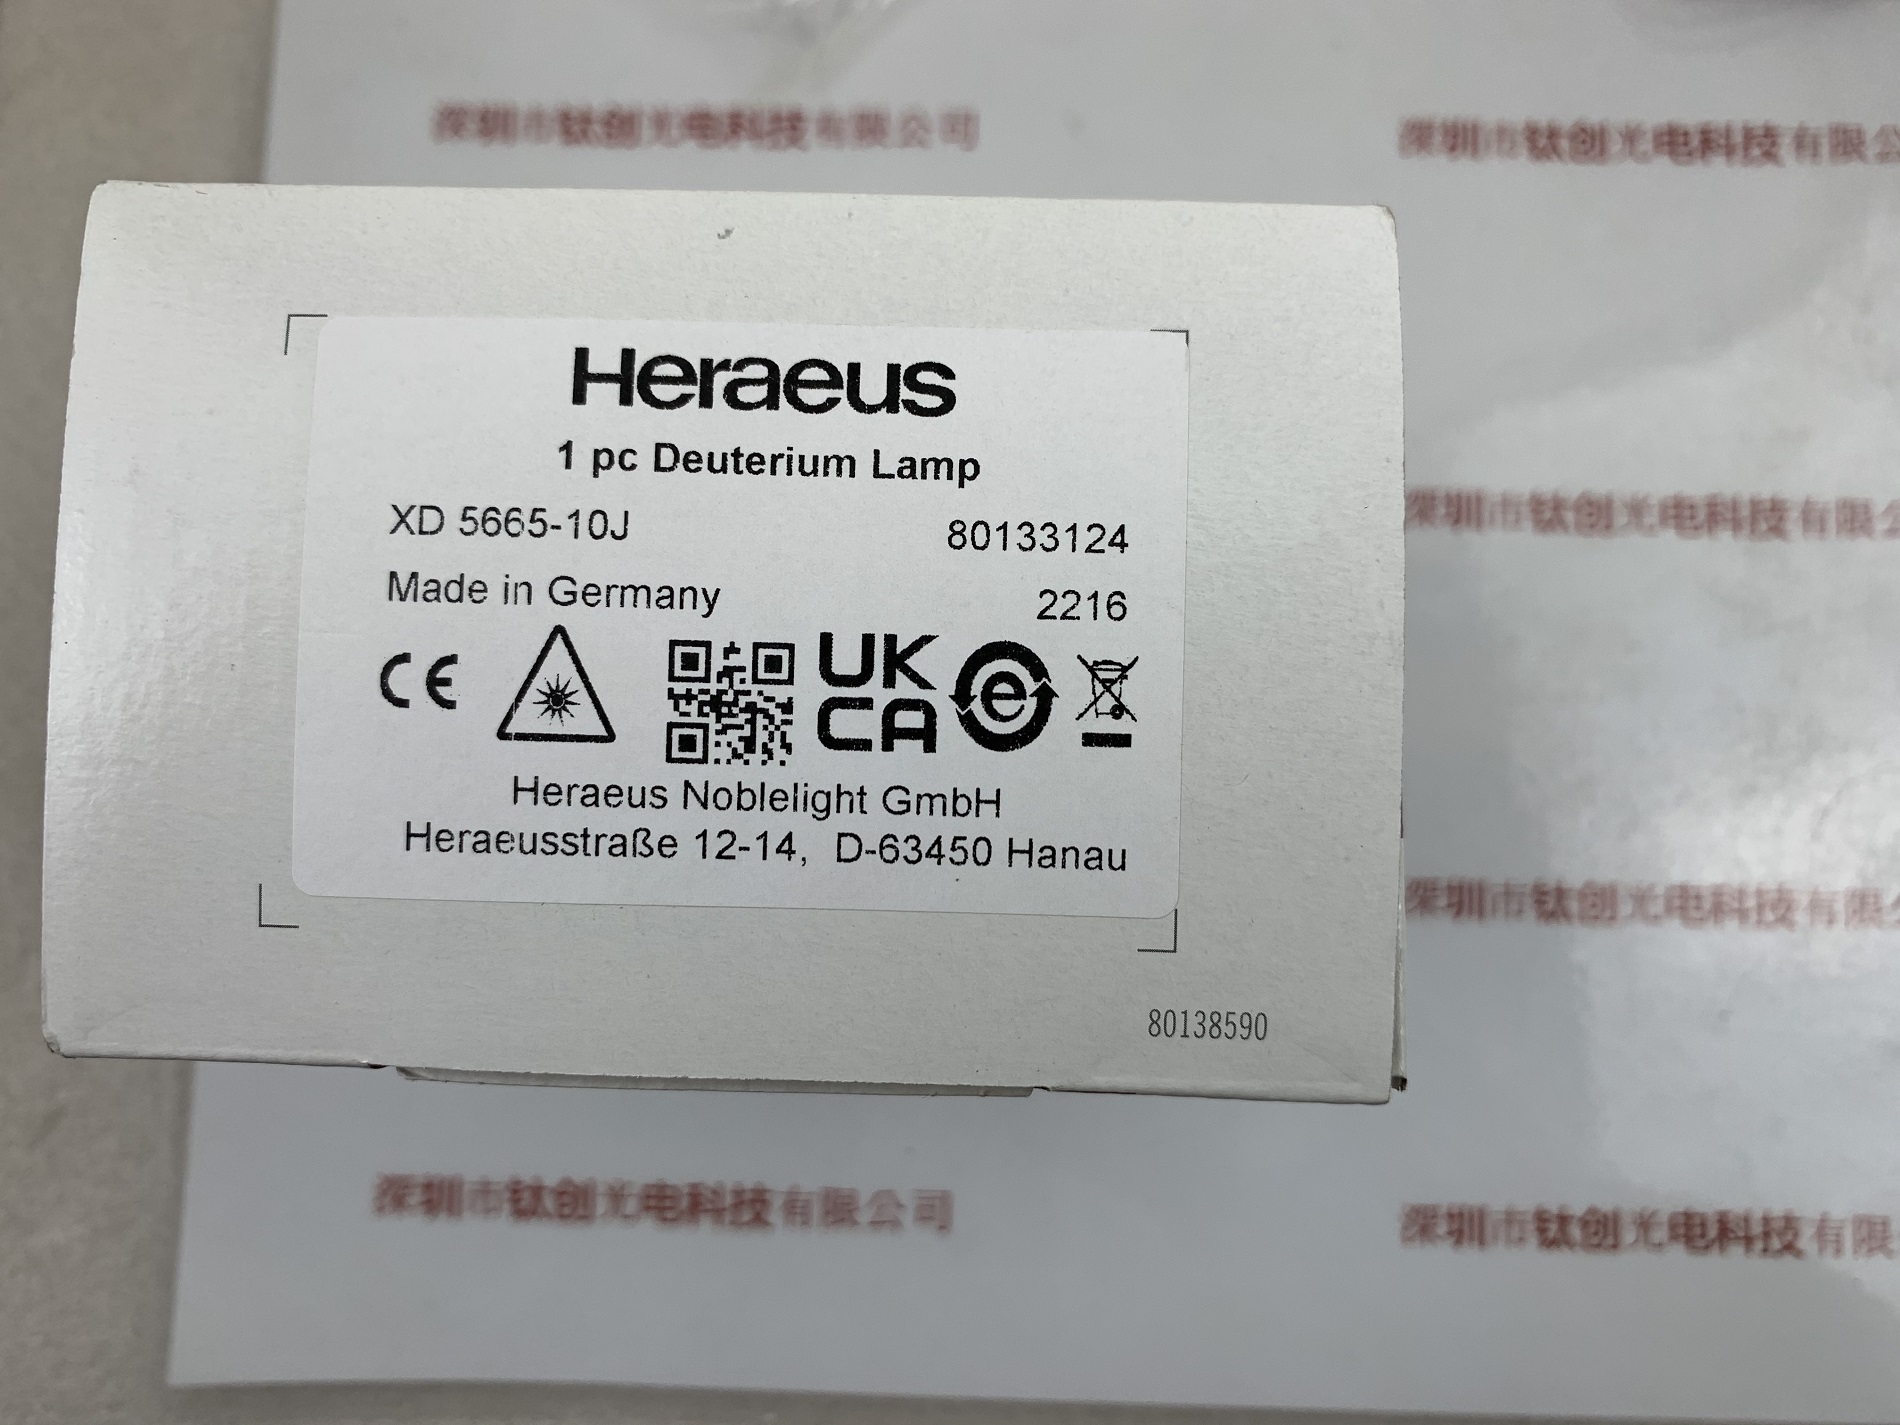 深圳市钛创光电科技有限公司
深圳市钛创光电科技有限公
Heraeus
1 pc Deuterium Lamp
XD 5665-10J 80133124
Made in Germany 2216
CE
UK
CA
e
Heraeus Noblelight GmbH
Heraeusstraße 12-14, D-63450 Hanau
80138590
深圳市钛创光电科技有限公
深圳市钛创光电科技有限
深圳市钛创光电科技有限公司
深圳市钛创光电科技有限